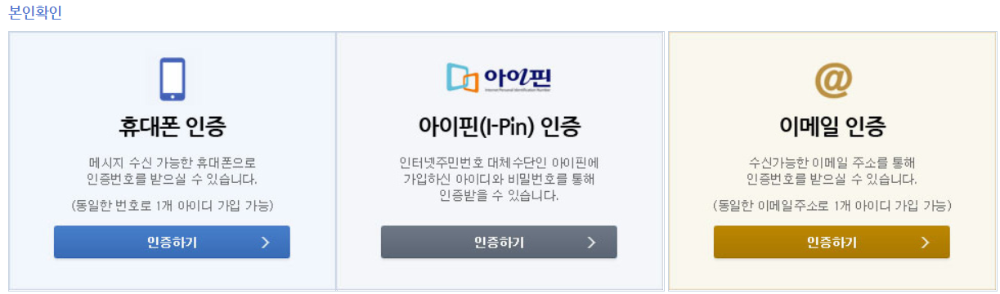 본인확인
휴대폰 인증
메시지 수신 가능한 휴대폰으로
인증번호를 받으실 수 있습니다.
(동일한 번호로 1개 아이디 가입 가능)
인증하기
아이핀
Internet Personal Identification Number
아이핀(I-Pin) 인증
인터넷주민번호 대체수단인 아이핀에
가입하신 아이디와 비밀번호를 통해
인증받을 수 있습니다.
인증하기
@
이메일 인증
수신가능한 이메일 주소를 통해
인증번호를 받으실 수 있습니다.
(동일한 이메일주소로 1개 아이디 가입 가능)
인증하기